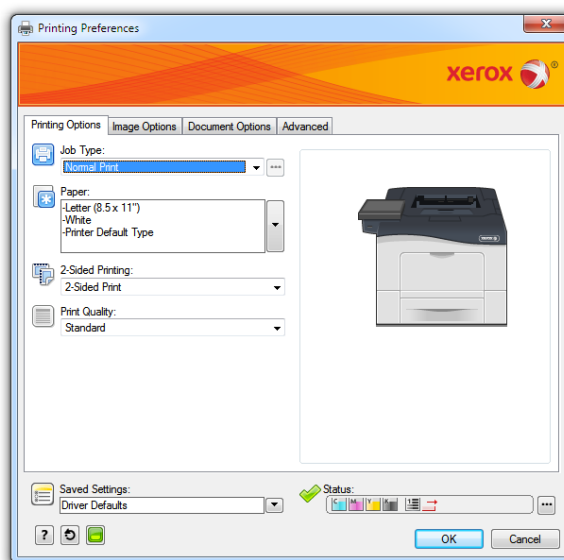 Printing Preferences
xerox ®
Printing Options
Image Options
Document Options
Advanced
Job Type:
Normal Print
Paper:
-Letter (8.5 x 11")
-White
-Printer Default Type
xerox
2-Sided Printing:
2-Sided Print
Print Quality:
Standard
Saved Settings:
Driver Defaults
Status:
C M Y K 1
?
OK
Cancel